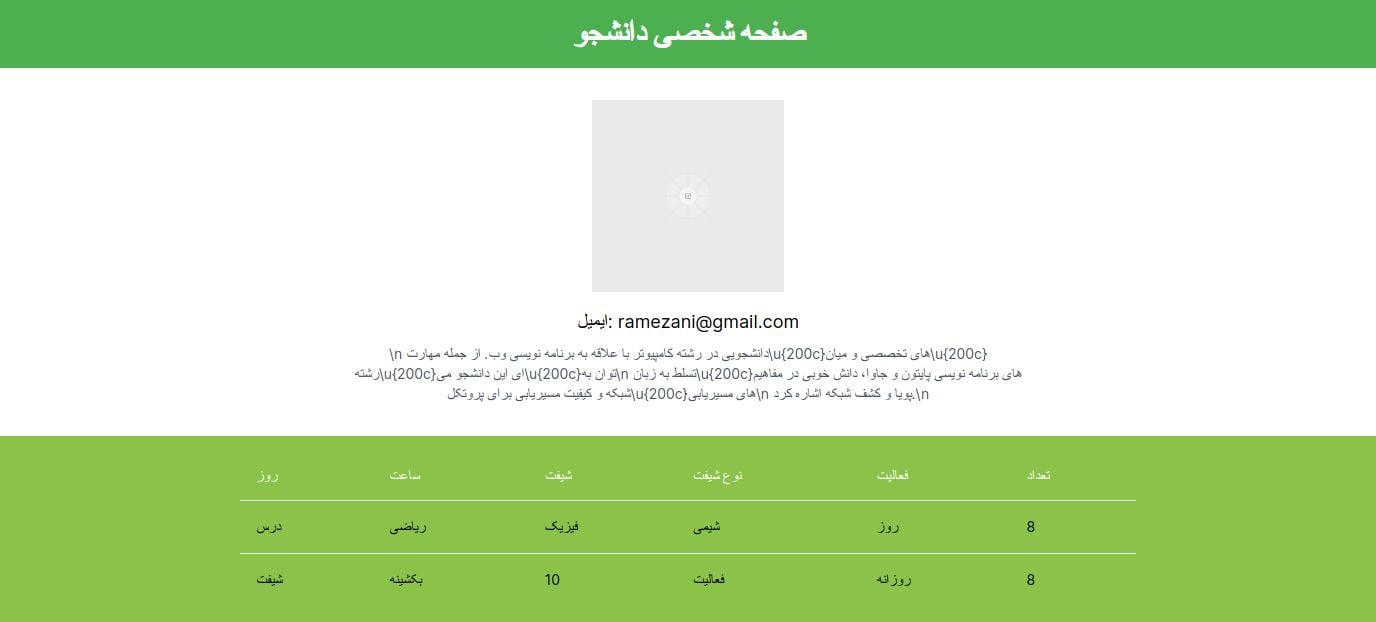 صفحه شخصی دانشجو
ایمیل: ramezani@gmail.com
\n دانشجویی در رشته کامپیوتر با علاقه به برنامه نویسی وب. از جمله مهارت\u{200c}های تخصصی و میان\u{200c}
رشته\u{200c}ای این دانشجو می\u{200c}توان به\n تسلط به زبان\u{200c}های برنامه نویسی پایتون و جاوا، دانش خوبی در مفاهیم
شبکه و کیفیت مسیریابی برای پروتکل\u{200c}های مسیریابی\n پویا و کشف شبکه اشاره کرد.\n
روز ساعت شیفت نوع شیفت فعالیت تعداد
درس ریاضی فیزیک شیمی روز 8
شیفت بکشینه 10 فعالیت روزانه 8